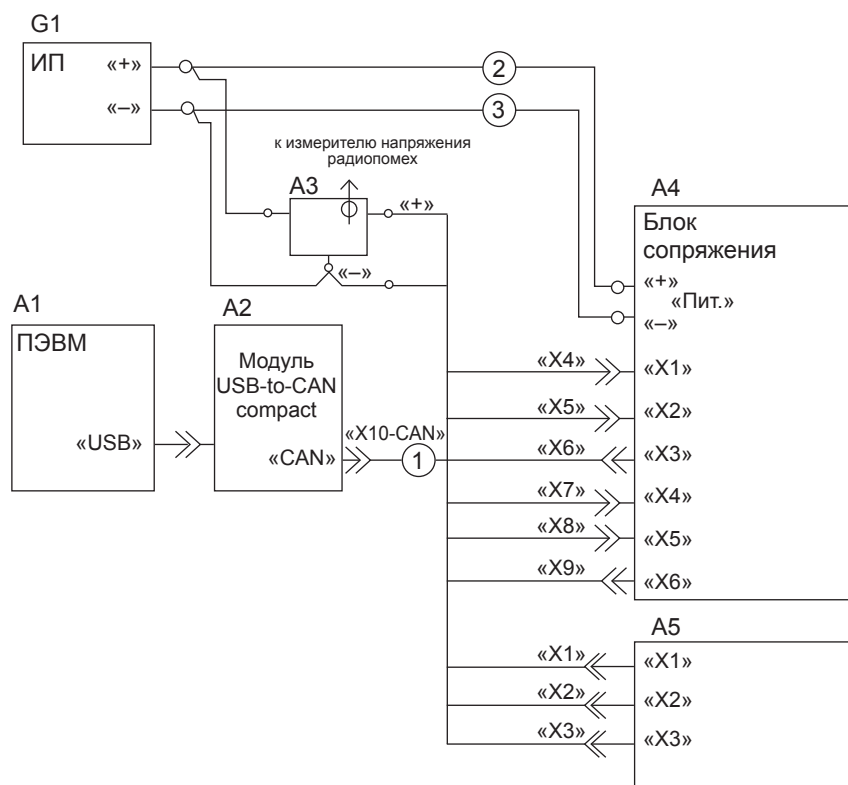 G1
ИП «+»
«–»
2
3
к измерителю напряжения
радиопомех
A3
«+»
«–»
A4
Блок
сопряжения
«+»
«Пит.»
«–»
A1
ПЭВМ
«USB»
A2
Модуль
USB-to-CAN
compact
«CAN»
«X10-CAN»
1
«X4» «X1»
«X5» «X2»
«X6» «X3»
«X7» «X4»
«X8» «X5»
«X9» «X6»
A5
«X1» «X1»
«X2» «X2»
«X3» «X3»